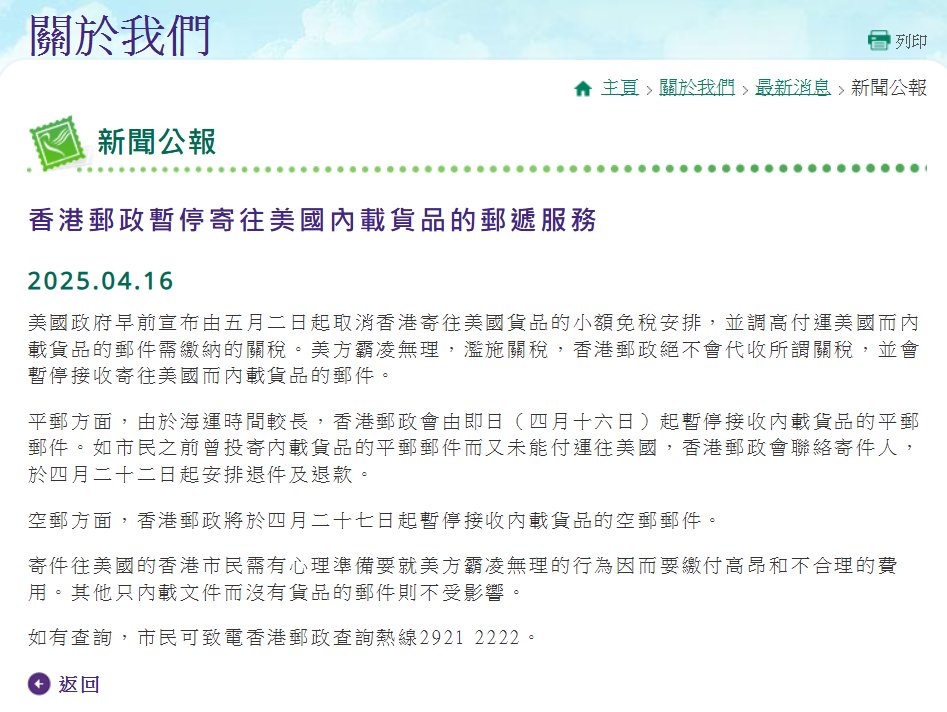 關於我們
列印
主頁 > 關於我們 > 最新消息 > 新聞公報
新聞公報
香港郵政暫停寄往美國內載貨品的郵遞服務
2025.04.16
美國政府早前宣布由五月二日起取消香港寄往美國貨品的小額免稅安排，並調高付運美國而內
載貨品的郵件需繳納的關稅。美方霸凌無理，濫施關稅，香港郵政絕不會代收所謂關稅，並會
暫停接收寄往美國而內載貨品的郵件。
平郵方面，由於海運時間較長，香港郵政會由即日（四月十六日）起暫停接收內載貨品的平郵
郵件。如市民之前曾投寄內載貨品的平郵郵件而又未能付運往美國，香港郵政會聯絡寄件人，
於四月二十二日起安排退件及退款。
空郵方面，香港郵政將於四月二十七日起暫停接收內載貨品的空郵郵件。
寄件往美國的香港市民需有心理準備要就美方霸凌無理的行為因而要繳付高昂和不合理的費
用。其他只內載文件而沒有貨品的郵件則不受影響。
如有查詢，市民可致電香港郵政查詢熱線2921 2222。
返回